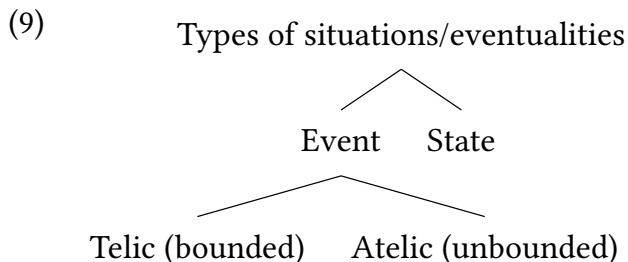 (9) Types of situations/eventualities
Event State
Telic (bounded) Atelic (unbounded)